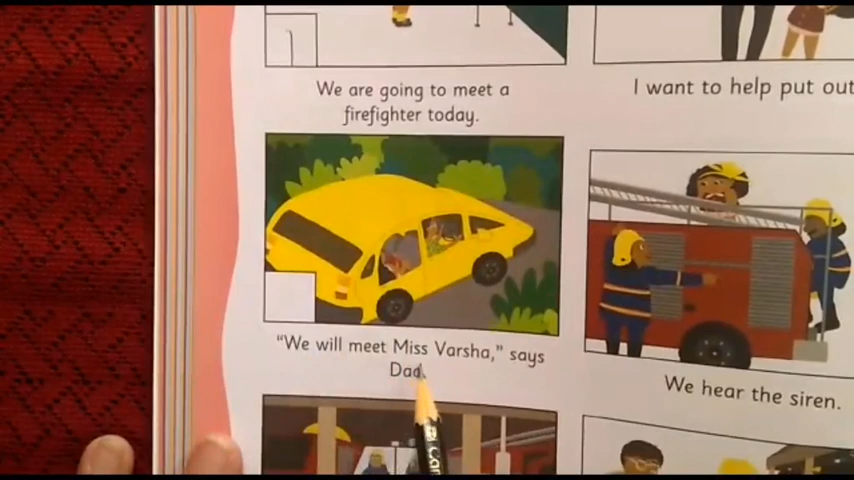 We are going to meet a
firefighter today.
I want to help put out
"We will meet Miss Varsha," says
Dad.
We hear the siren.